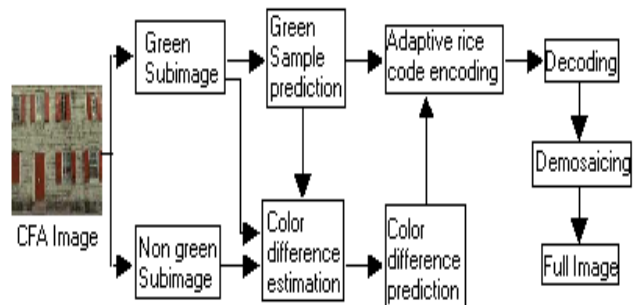 Green
Subimage
Green
Sample
prediction
Adaptive rice
code encoding
Decoding
Demosaicing
Full Image
CFA Image
Non green
Subimage
Color
difference
estimation
Color
difference
prediction